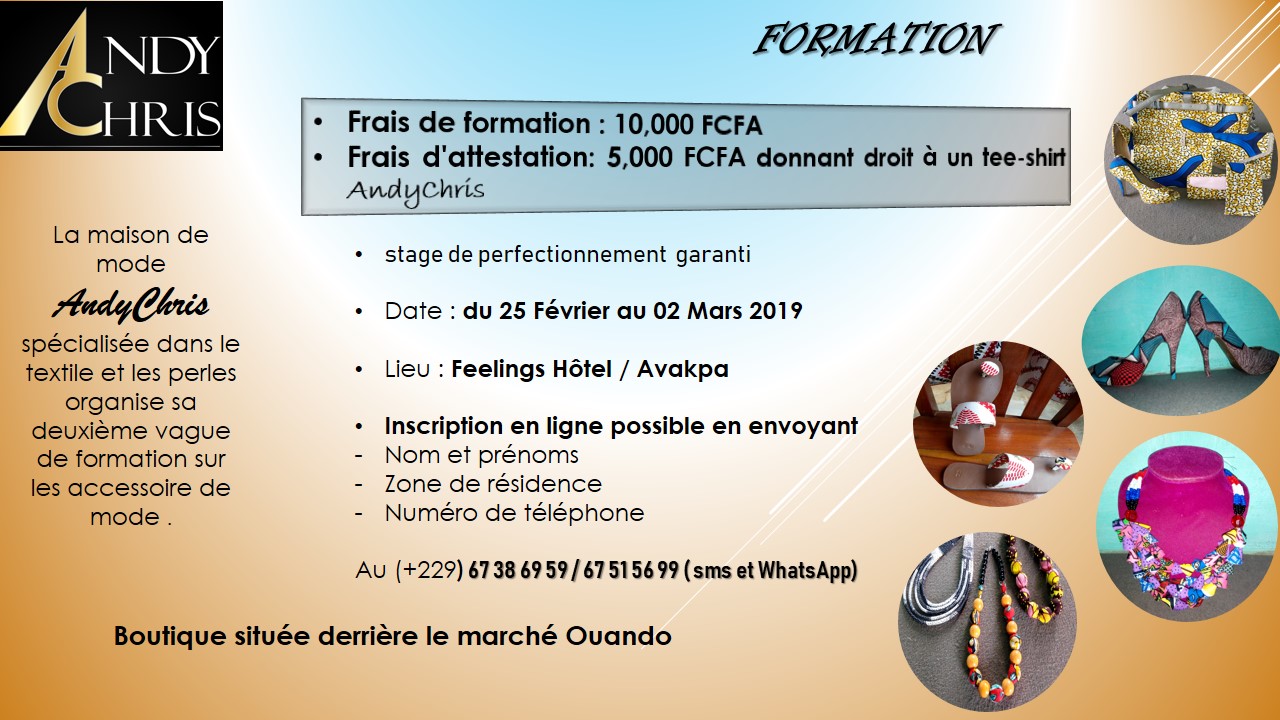 ANDY
CHRIS
FORMATION
• Frais de formation : 10,000 FCFA
• Frais d'attestation: 5,000 FCFA donnant droit à un tee-shirt
AndyChris
La maison de
mode
AndyChris
spécialisée dans le
textile et les perles
organise sa
deuxième vague
de formation sur
les accessoire de
mode .
• stage de perfectionnement garanti
• Date : du 25 Février au 02 Mars 2019
• Lieu : Feelings Hôtel / Avakpa
• Inscription en ligne possible en envoyant
- Nom et prénoms
- Zone de résidence
- Numéro de téléphone
Au (+229) 67 38 69 59 / 67 51 56 99 ( sms et WhatsApp)
Boutique située derrière le marché Ouando